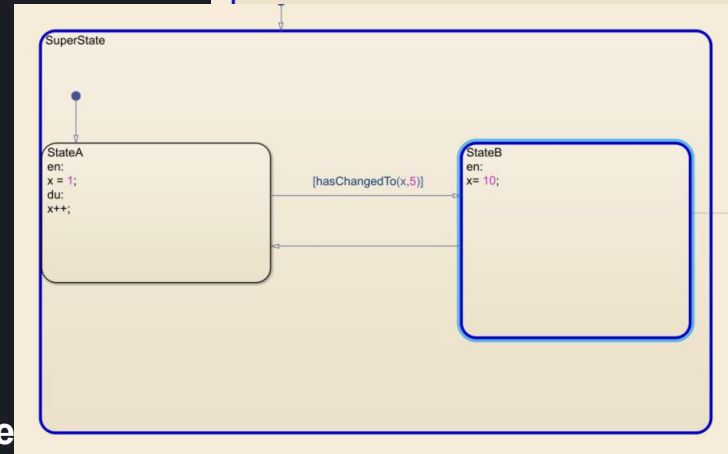 SuperState
StateA
en:
x = 1;
du:
x++;
[hasChangedTo(x,5)]
StateB
en:
x= 10;
e